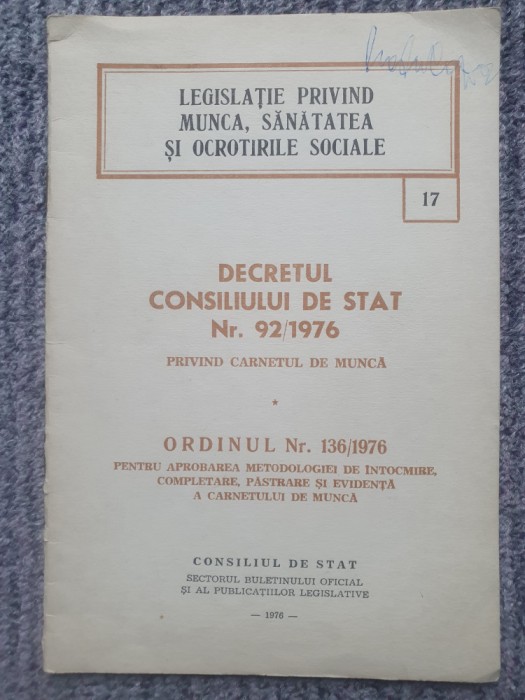 LEGISLAȚIE PRIVIND
MUNCA, SĂNĂTATEA
ȘI OCROTIRILE SOCIALE
17
DECRETUL
CONSILIULUI DE STAT
Nr. 92/1976
PRIVIND CARNETUL DE MUNCĂ
*
ORDINUL Nr. 136/1976
PENTRU APROBAREA METODOLOGIEI DE INTOCMIRE,
COMPLETARE, PĂSTRARE ȘI EVIDENȚĂ
A CARNETULUI DE MUNCĂ
CONSILIUL DE STAT
SECTORUL BULETINULUI OFICIAL
ȘI AL PUBLICAȚIILOR LEGISLATIVE
— 1976 —